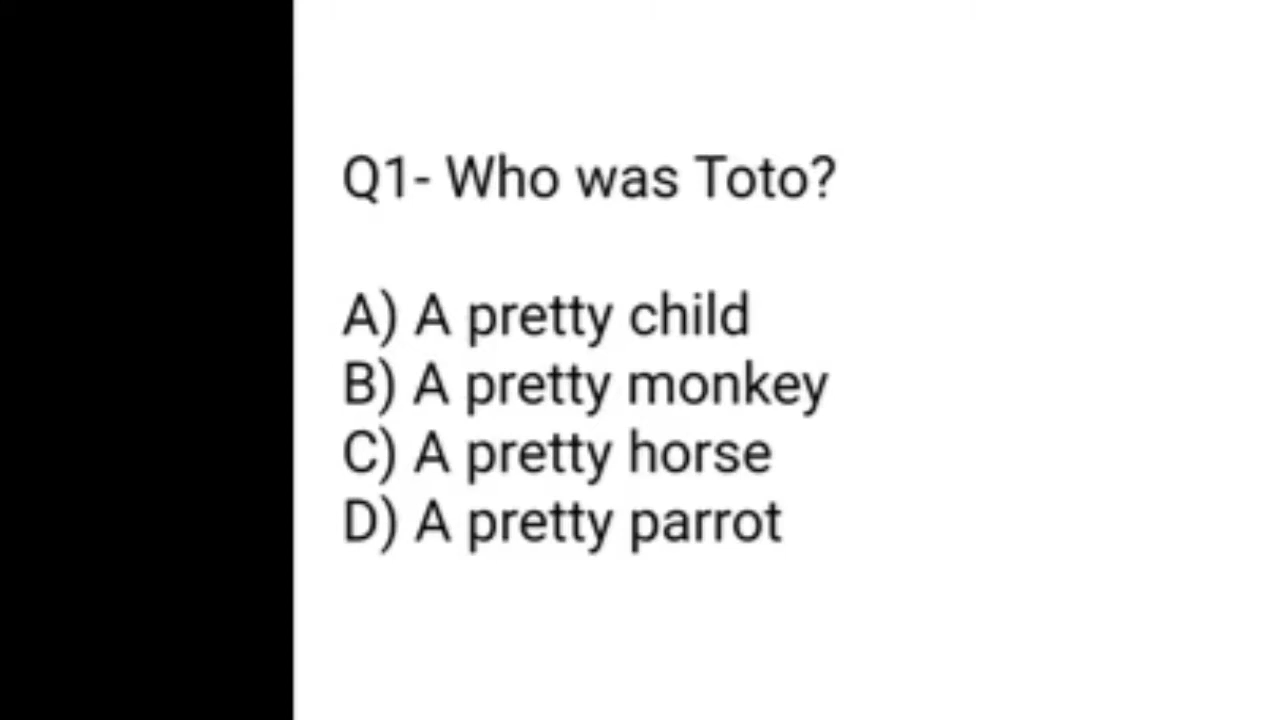 Q1- Who was Toto?
A) A pretty child
B) A pretty monkey
C) A pretty horse
D) A pretty parrot